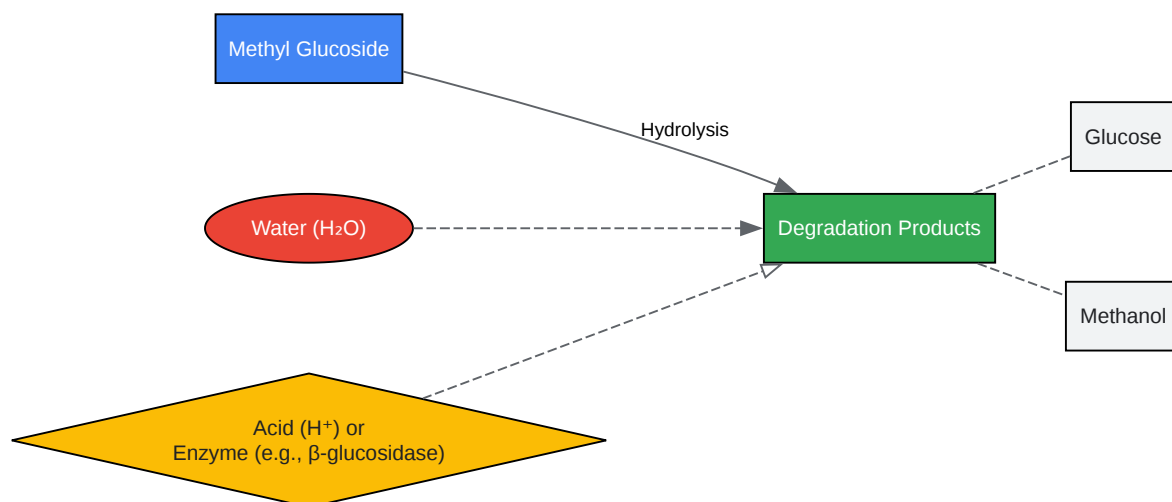 Methyl Glucoside
Hydrolysis
Glucose
Water (H₂O)
Degradation Products
Methanol
Acid (H⁺) or
Enzyme (e.g., β-glucosidase)